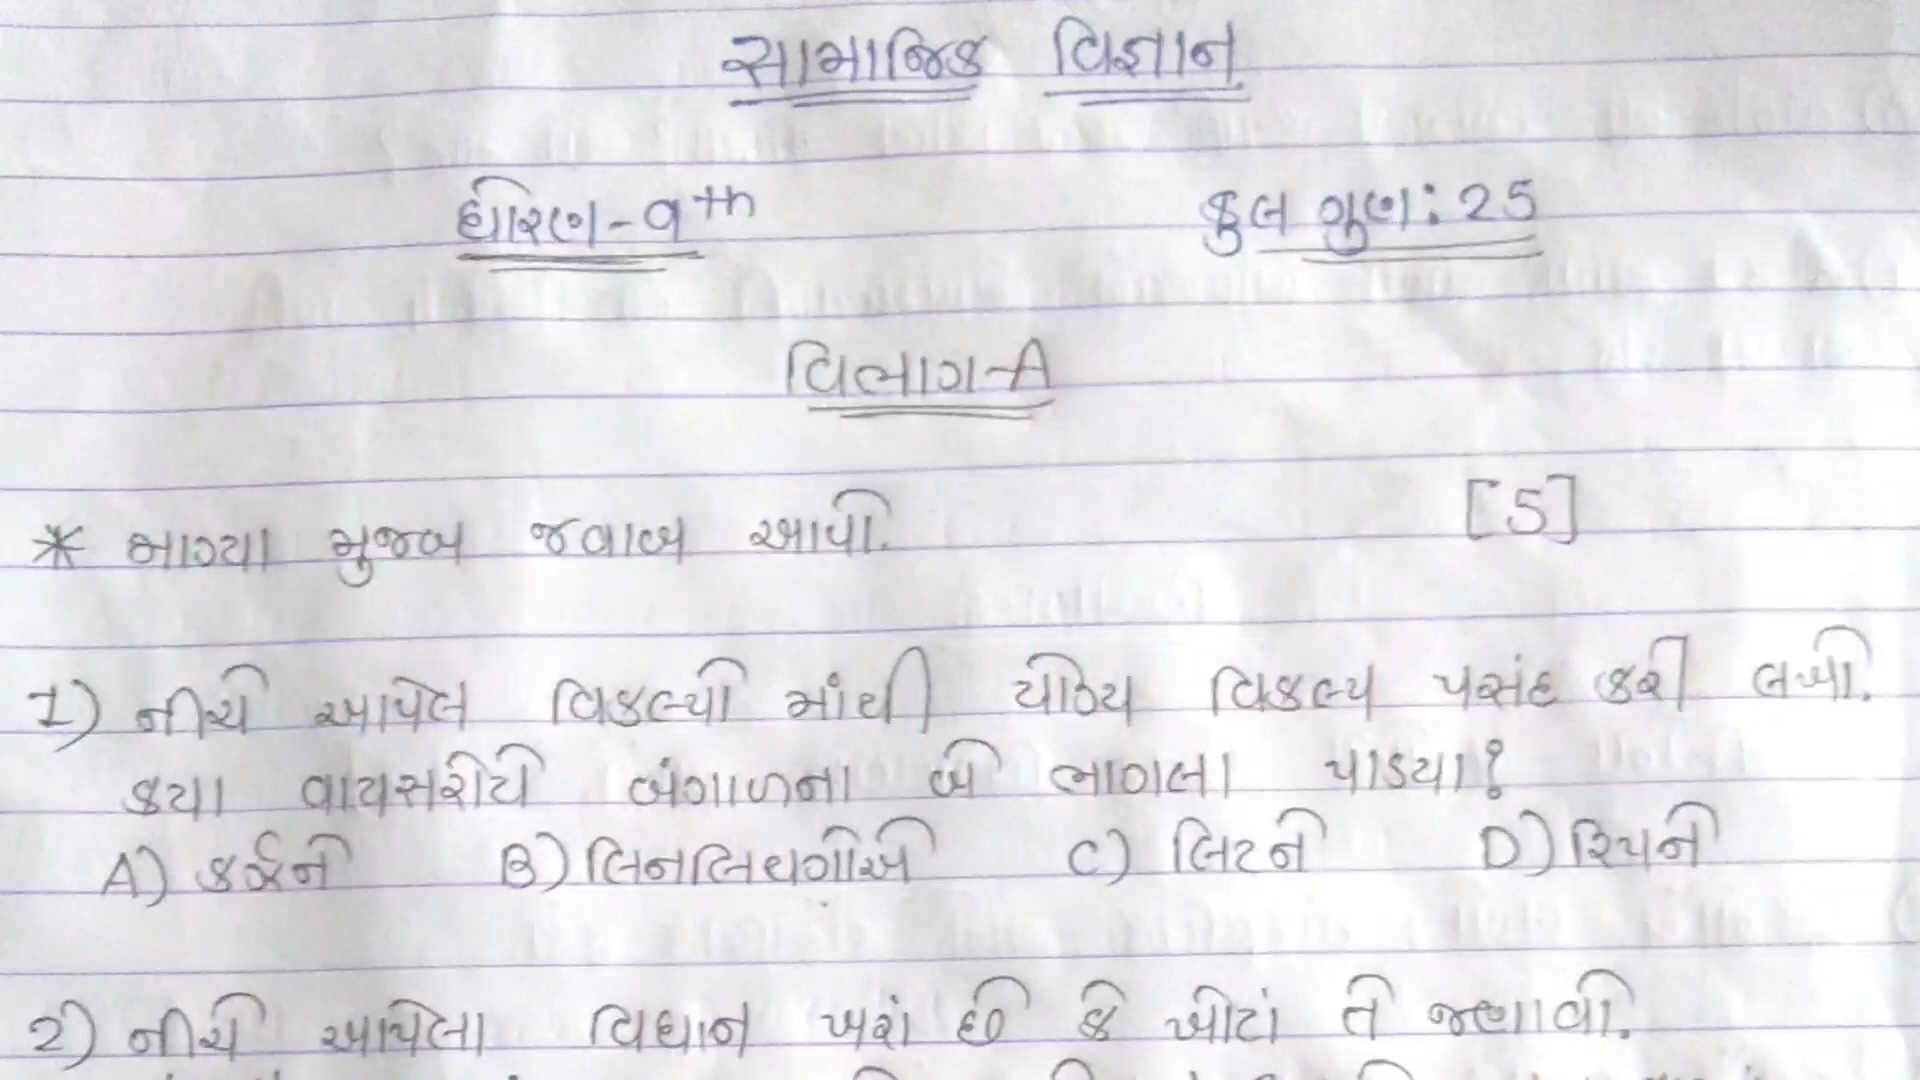 સામાજિક વિજ્ઞાન
ધોરણ-9th કુલ ગુણ: 25
વિભાગ-A
* માગ્યા મુજબ જવાબ આપો. [5]
1) નીચે આપેલ વિકલ્પો માંથી યોગ્ય વિકલ્પ પસંદ કરી લખો.
કયા વાયસરોયે બંગાળના બે ભાગલા પાડયા?
A) કર્ઝને B) લિનલિથગોએ C) લિટને D) રિપને
2) નીચે આપેલા વિધાન ખરાં છે કે ખોટાં તે જણાવો.